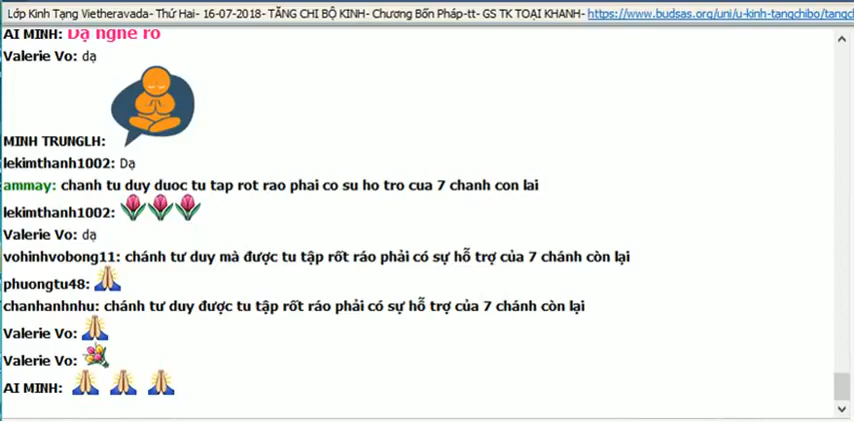 Lớp Kinh Tạng Vietheravada- Thứ Hai- 16-07-2018- TĂNG CHI BỘ KINH- Chương Bốn Pháp-tt- GS TK TOẠI KHANH- https://www.budsas.org/uni/u-kinh-tangchibo/tangc
AI MINH: Dạ nghe rõ
Valerie Vo: dạ
MINH TRUNGLH:
lekimthanh1002: Dạ
ammay: chanh tu duy duoc tu tap rot rao phai co su ho tro cua 7 chanh con lai
lekimthanh1002:
Valerie Vo: dạ
vohinhvobong11: chánh tư duy mà được tu tập rốt ráo phải có sự hỗ trợ của 7 chánh còn lại
phuongtu48:
chanhanhnhu: chánh tư duy được tu tập rốt ráo phải có sự hỗ trợ của 7 chánh còn lại
Valerie Vo:
Valerie Vo:
AI MINH: